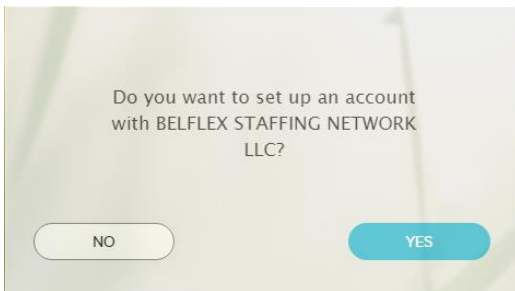 Do you want to set up an account
with BELFLEX STAFFING NETWORK
LLC?
NO
YES